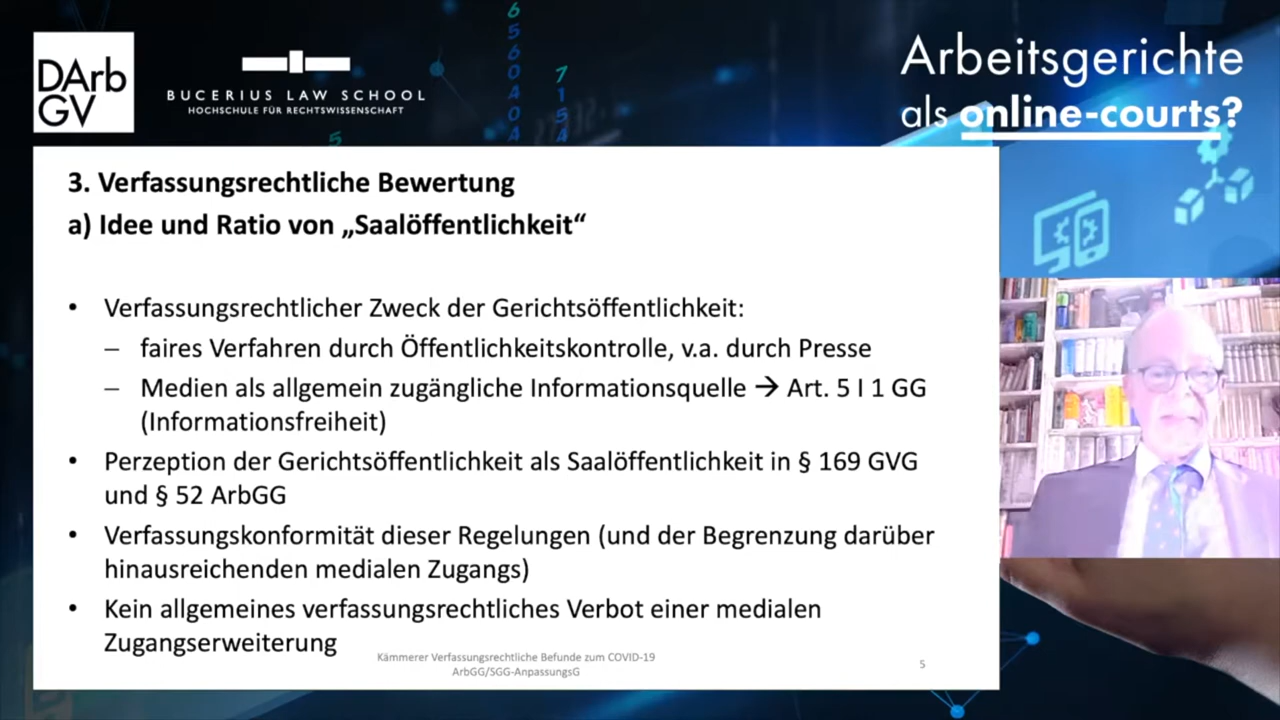 DArb
GV
BUCERIUS LAW SCHOOL
HOCHSCHULE FÜR RECHTSWISSENSCHAFT
Arbeitsgerichte
als online-courts?
3. Verfassungsrechtliche Bewertung
a) Idee und Ratio von „Saalöffentlichkeit“
• Verfassungsrechtlicher Zweck der Gerichtsöffentlichkeit:
– faires Verfahren durch Öffentlichkeitskontrolle, v.a. durch Presse
– Medien als allgemein zugängliche Informationsquelle → Art. 5 I 1 GG
(Informationsfreiheit)
• Perzeption der Gerichtsöffentlichkeit als Saalöffentlichkeit in § 169 GVG
und § 52 ArbGG
• Verfassungskonformität dieser Regelungen (und der Begrenzung darüber
hinausreichenden medialen Zugangs)
• Kein allgemeines verfassungsrechtliches Verbot einer medialen
Zugangserweiterung
Kämmerer Verfassungsrechtliche Befunde zum COVID-19
ArbGG/SGG-AnpassungsG
5